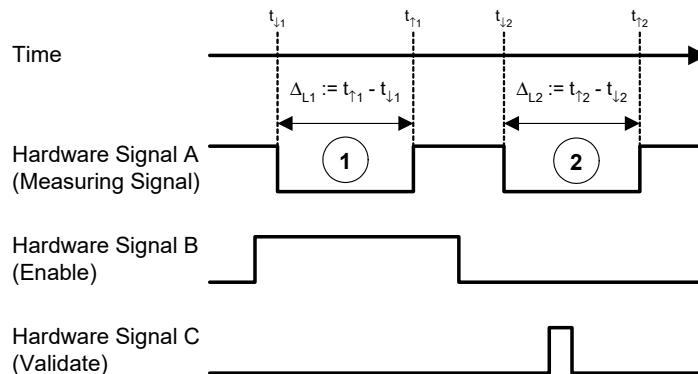 t↓1 t↑1 t↓2 t↑2
Time
ΔL1 := t↑1 - t↓1 ΔL2 := t↑2 - t↓2
Hardware Signal A
(Measuring Signal)
1 2
Hardware Signal B
(Enable)
Hardware Signal C
(Validate)